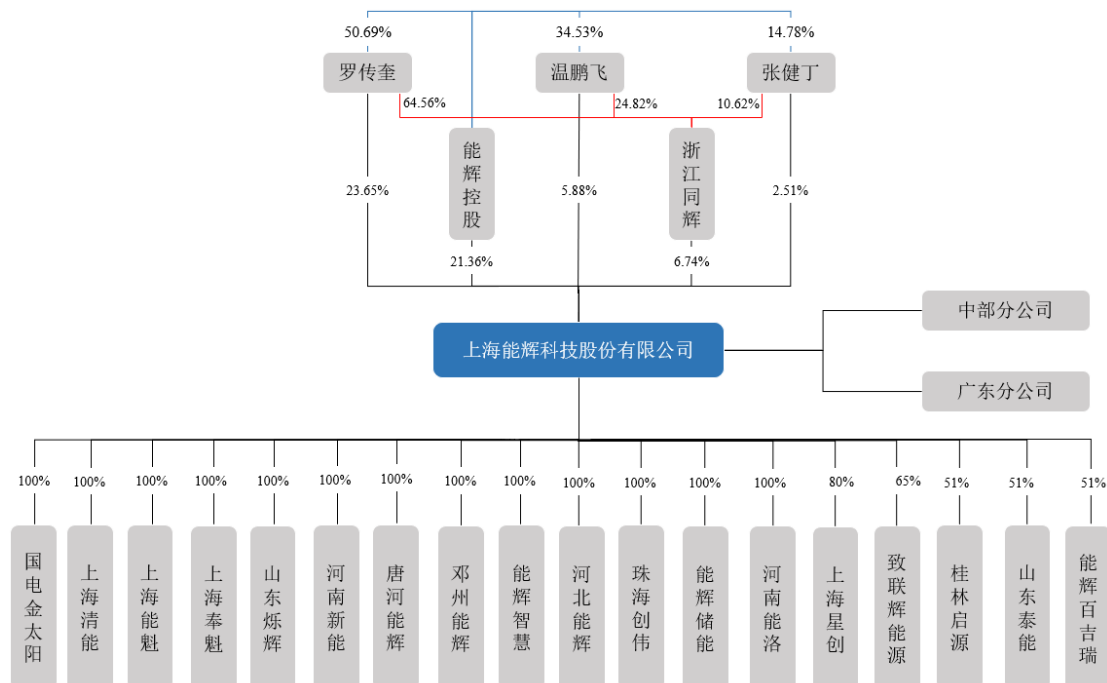 50.69%
34.53%
14.78%
罗传奎
温鹏飞
张健丁
64.56%
24.82%
10.62%
能辉控股
浙江同辉
23.65%
5.88%
2.51%
21.36%
6.74%
中部分公司
上海能辉科技股份有限公司
广东分公司
100%
100%
100%
100%
100%
100%
100%
100%
100%
100%
100%
100%
100%
80%
65%
51%
51%
51%
国电金太阳
上海清能
上海能魁
上海奉魁
山东烁辉
河南新能
唐河能辉
邓州能辉
能辉智慧
河北能辉
珠海创伟
能辉储能
河南能洛
上海星创
致联辉能源
桂林启源
山东泰能
能辉百吉瑞